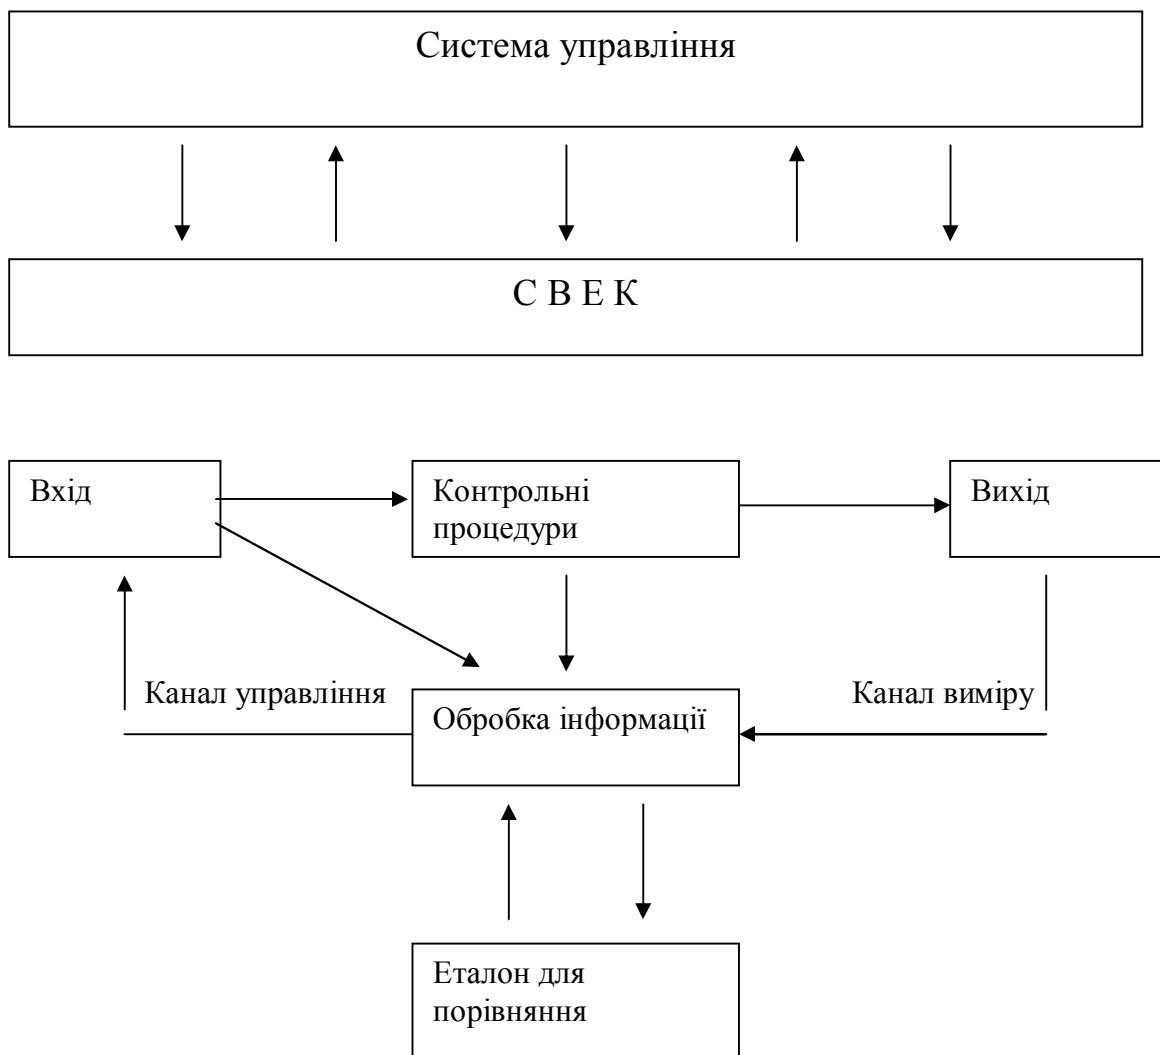 Система управління
С В Е К
Вхід
Контрольні
процедури
Вихід
Канал управління
Канал виміру
Обробка інформації
Еталон для
порівняння